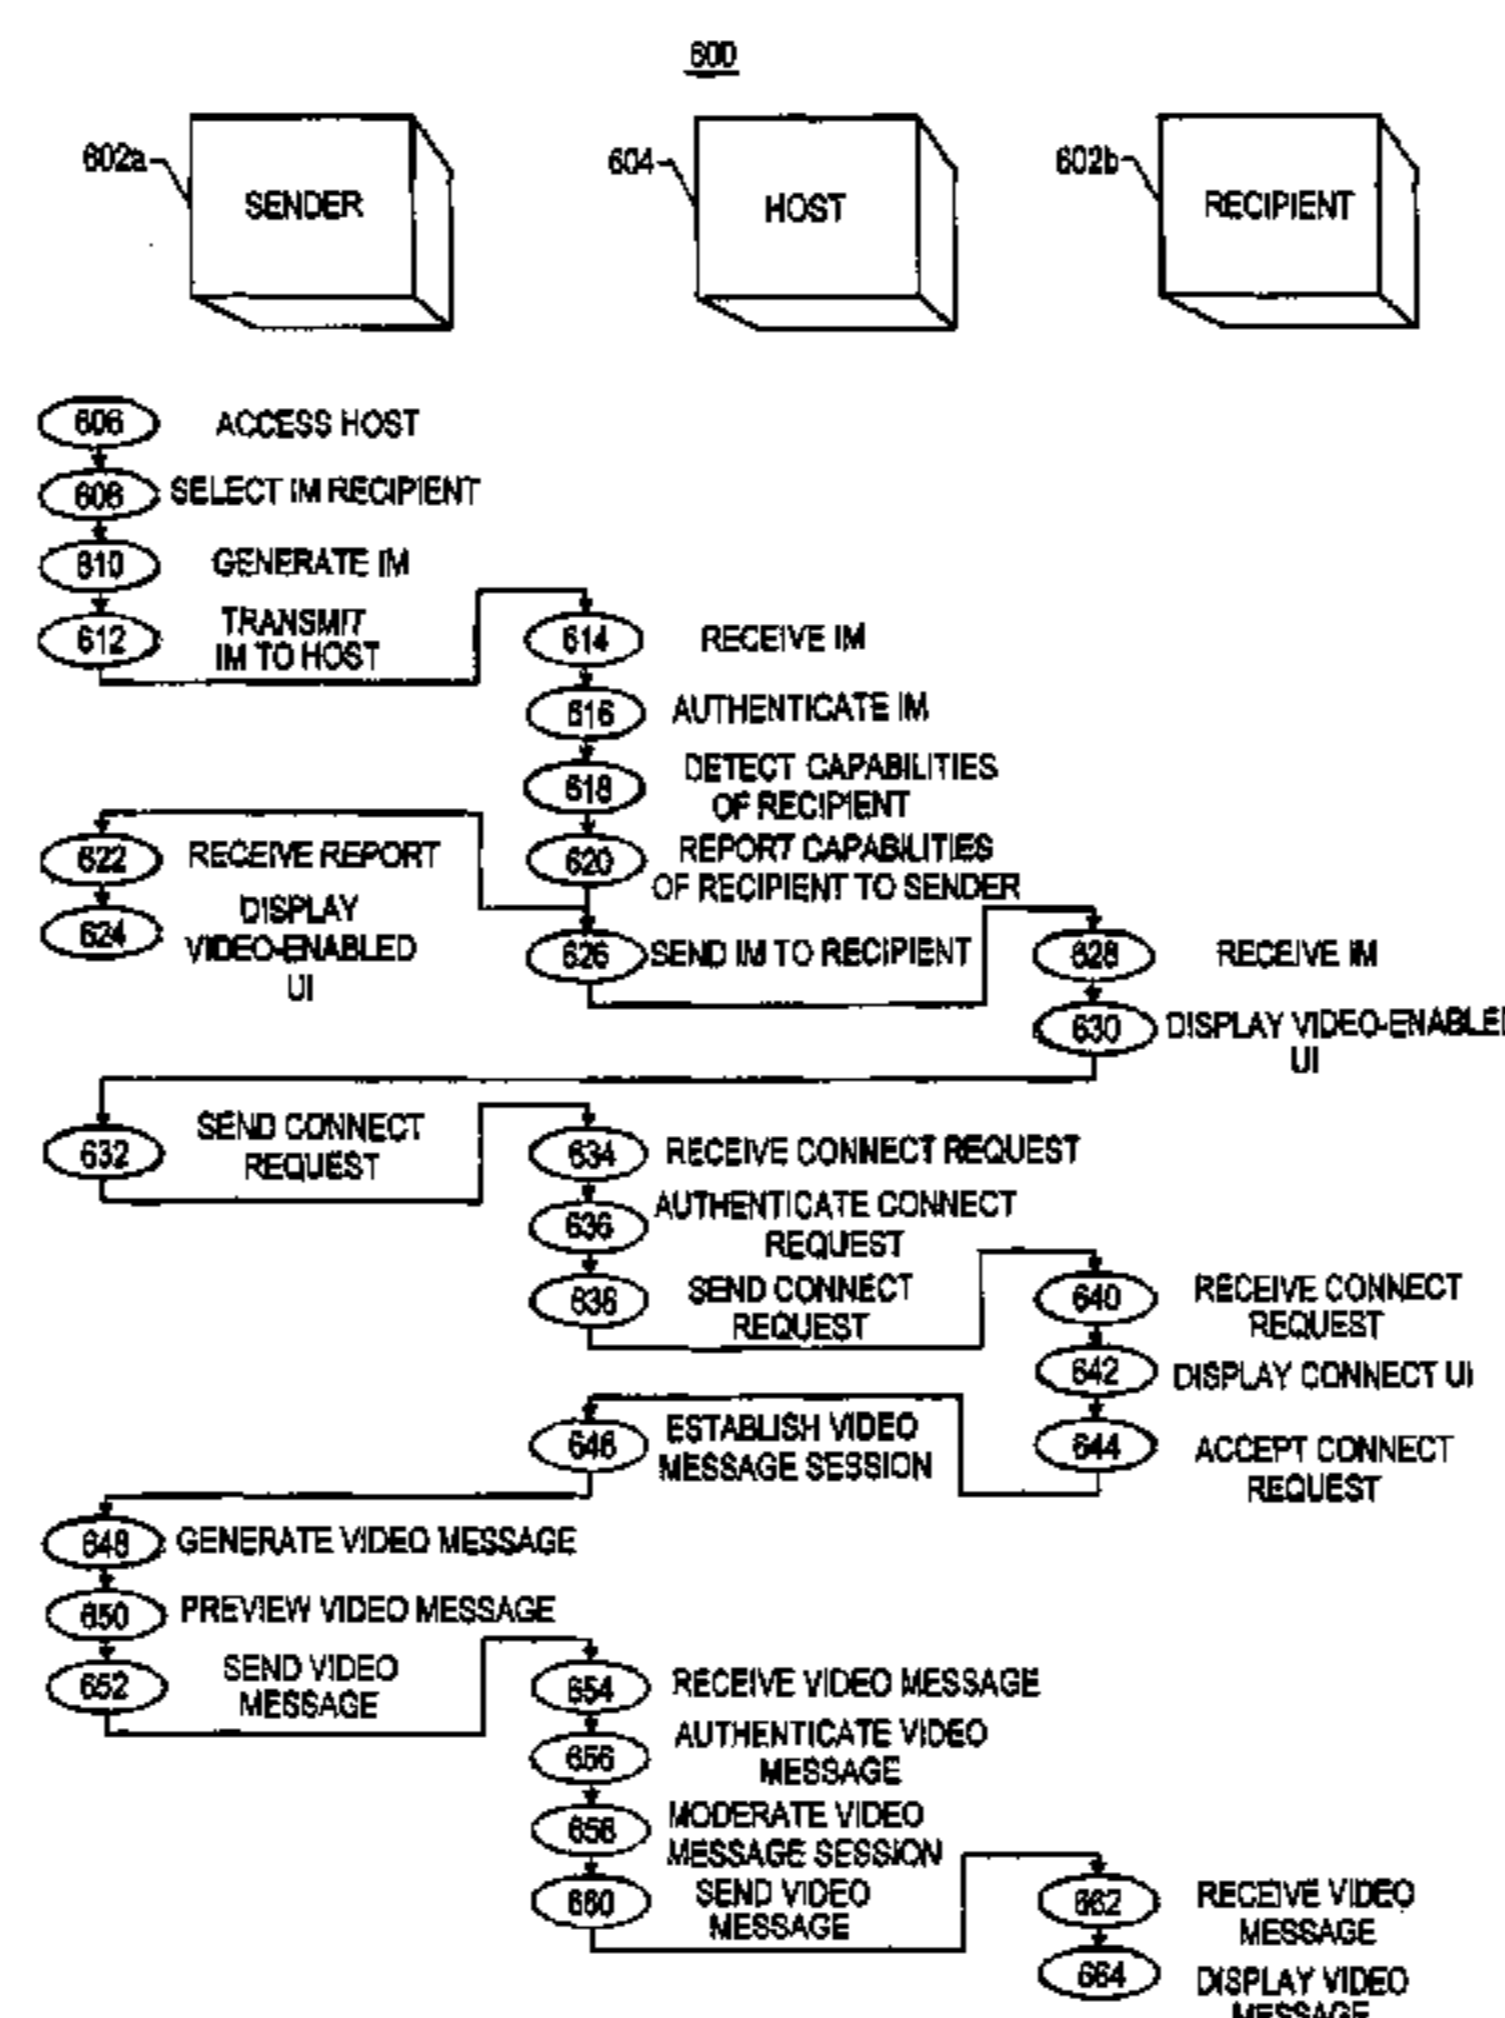 600
602a
SENDER
604
HOST
602b
RECIPIENT
606
ACCESS HOST
608
SELECT IM RECIPIENT
610
GENERATE IM
612
TRANSMIT
IM TO HOST
614
RECEIVE IM
616
AUTHENTICATE IM
618
DETECT CAPABILITIES
OF RECIPIENT
620
REPORT CAPABILITIES
OF RECIPIENT TO SENDER
622
RECEIVE REPORT
624
DISPLAY
VIDEO-ENABLED
UI
626
SEND IM TO RECIPIENT
628
RECEIVE IM
630
DISPLAY VIDEO-ENABLED
UI
632
SEND CONNECT
REQUEST
634
RECEIVE CONNECT REQUEST
636
AUTHENTICATE CONNECT
REQUEST
638
SEND CONNECT
REQUEST
640
RECEIVE CONNECT
REQUEST
642
DISPLAY CONNECT UI
644
ACCEPT CONNECT
REQUEST
646
ESTABLISH VIDEO
MESSAGE SESSION
648
GENERATE VIDEO MESSAGE
650
PREVIEW VIDEO MESSAGE
652
SEND VIDEO
MESSAGE
654
RECEIVE VIDEO MESSAGE
656
AUTHENTICATE VIDEO
MESSAGE
658
MODERATE VIDEO
MESSAGE SESSION
660
SEND VIDEO
MESSAGE
662
RECEIVE VIDEO
MESSAGE
664
DISPLAY VIDEO
MESSAGE